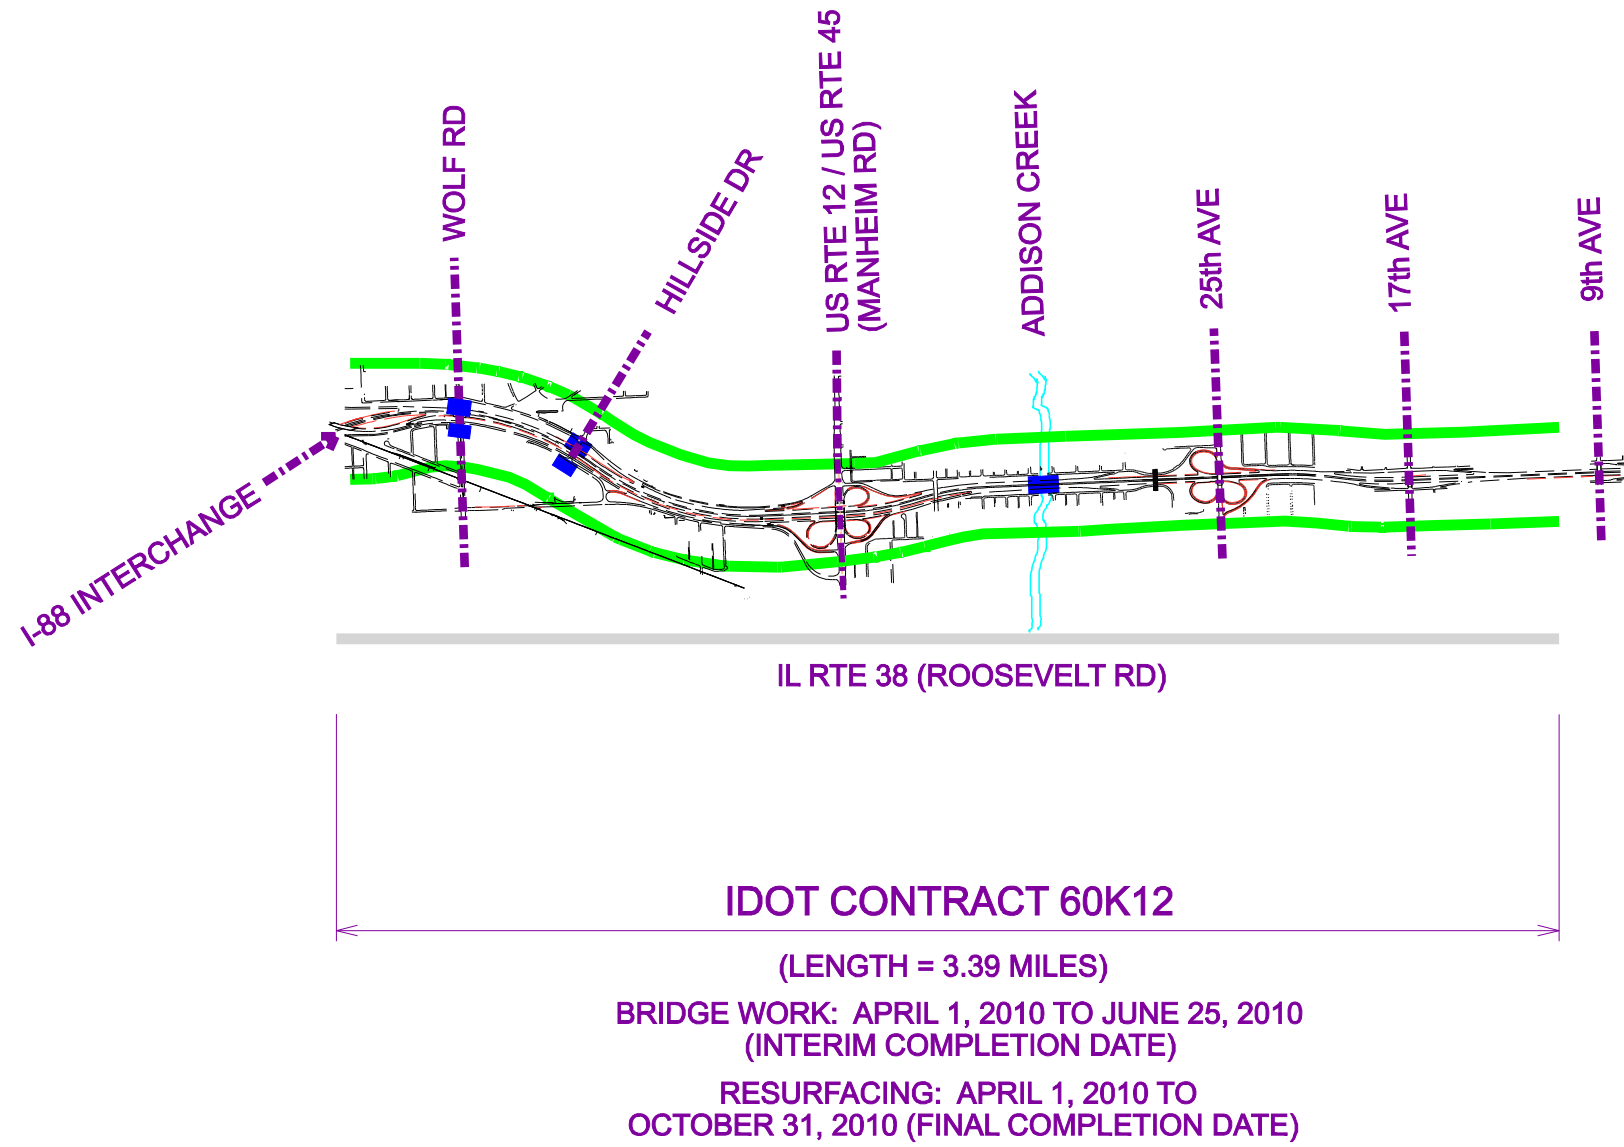 WOLF RD
HILLSIDE DR
US RTE 12 / US RTE 45
(MANHEIM RD)
ADDISON CREEK
25th AVE
17th AVE
9th AVE
I-88 INTERCHANGE
IL RTE 38 (ROOSEVELT RD)
IDOT CONTRACT 60K12
(LENGTH = 3.39 MILES)
BRIDGE WORK:  APRIL 1, 2010 TO JUNE 25, 2010
(INTERIM COMPLETION DATE)
RESURFACING:  APRIL 1, 2010 TO
OCTOBER 31, 2010 (FINAL COMPLETION DATE)